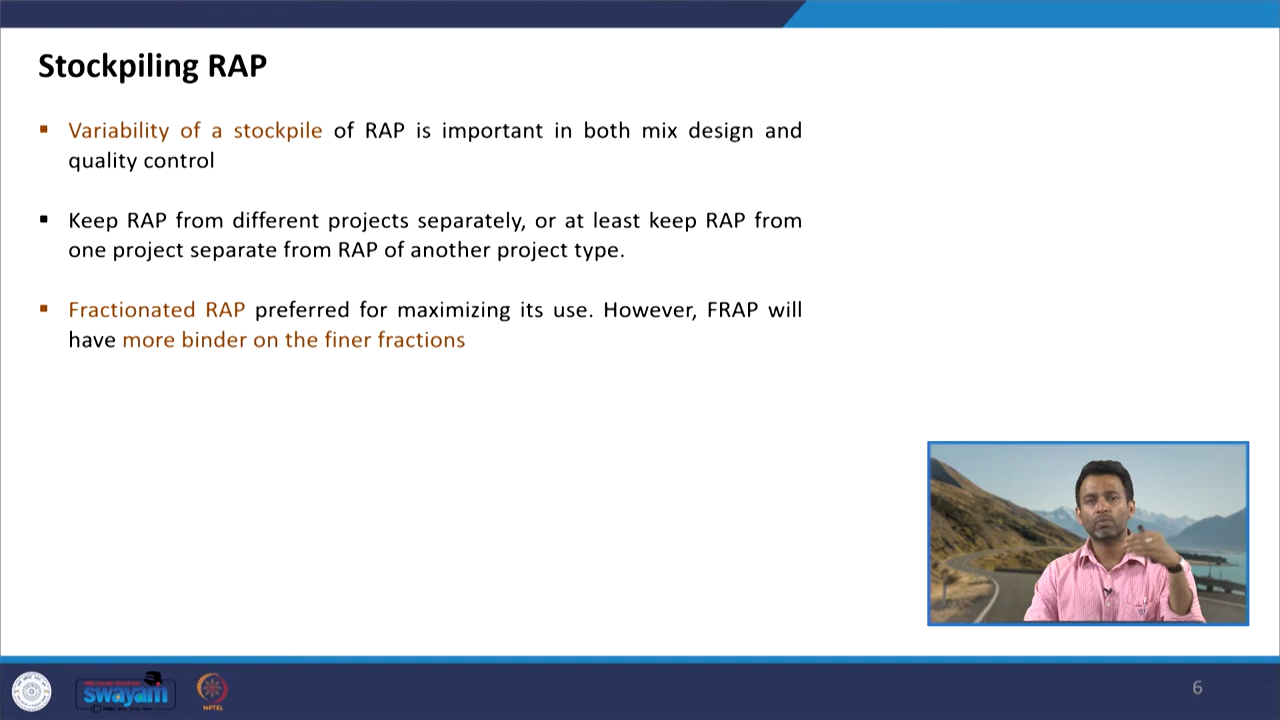 Stockpiling RAP
▪ Variability of a stockpile of RAP is important in both mix design and
quality control
▪ Keep RAP from different projects separately, or at least keep RAP from
one project separate from RAP of another project type.
▪ Fractionated RAP preferred for maximizing its use. However, FRAP will
have more binder on the finer fractions
swayam
NPTEL
6